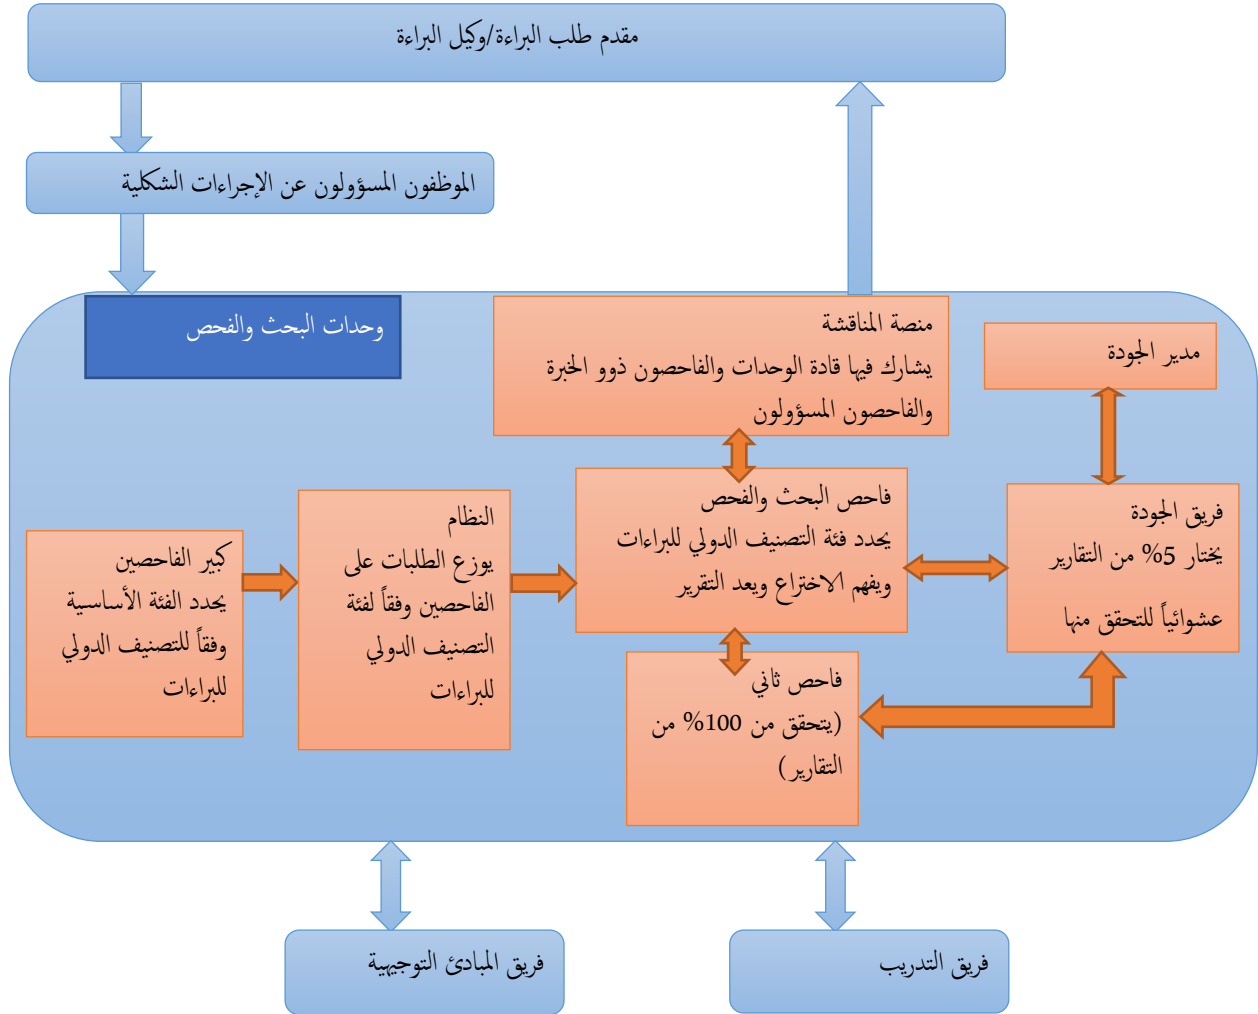 مقدم طلب البراءة/وكيل البراءة
الموظفون المسؤولون عن الإجراءات الشكلية
وحدات البحث والفحص
منصة المناقشة
يشارك فيها قادة الوحدات والفاحصون ذوو الخبرة
والفاحصون المسؤولون
مدير الجودة
كبير الفاحصين
يحدد الفئة الأساسية
وفقاً للتصنيف الدولي
للبراءات
النظام
يوزع الطلبات على
الفاحصين وفقاً لفئة
التصنيف الدولي
للبراءات
فاحص البحث والفحص
يحدد فئة التصنيف الدولي للبراءات
ويفهم الاختراع ويعد التقرير
فريق الجودة
يختار 5% من التقارير
عشوائياً للتحقق منها
فاحص ثاني
(يتحقق من 100% من
التقارير)
فريق المبادئ التوجيهية
فريق التدريب